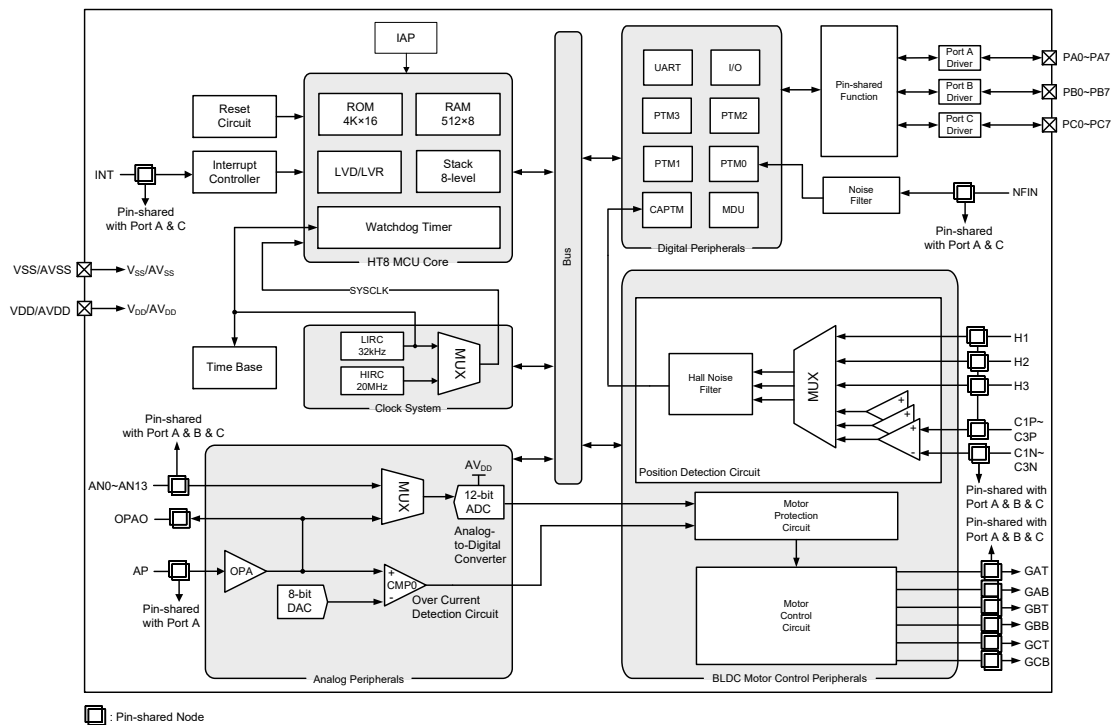 IAP
Reset
Circuit
ROM
4K×16
RAM
512×8
INT
Interrupt
Controller
LVD/LVR
Stack
8-level
Pin-shared
with Port A & C
Watchdog Timer
HT8 MCU Core
VSS/AVSS
VSS/AVSS
VDD/AVDD
VDD/AVDD
SYSCLK
Time Base
LIRC
32kHz
HIRC
20MHz
MUX
Clock System
Bus
UART
I/O
PTM3
PTM2
PTM1
PTM0
CAPTM
MDU
Digital Peripherals
Pin-shared
Function
Port A
Driver
PA0~PA7
Port B
Driver
PB0~PB7
Port C
Driver
PC0~PC7
Noise
Filter
NFIN
Pin-shared
with Port A & C
Hall Noise
Filter
MUX
H1
H2
H3
+
+
+
-
C1P~
C3P
C1N~
C3N
Position Detection Circuit
Pin-shared with
Port A & B & C
Pin-shared
with Port A & B & C
AN0~AN13
OPAO
AP
Pin-shared
with Port A
OPA
MUX
AVDD
12-bit
ADC
Analog-
to-Digital
Converter
8-bit
DAC
+
CMP0
-
Over Current
Detection Circuit
Analog Peripherals
Motor
Protection
Circuit
Pin-shared with
Port A & B & C
Motor
Control
Circuit
GAT
GAB
GBT
GBB
GCT
GCB
BLDC Motor Control Peripherals
: Pin-shared Node